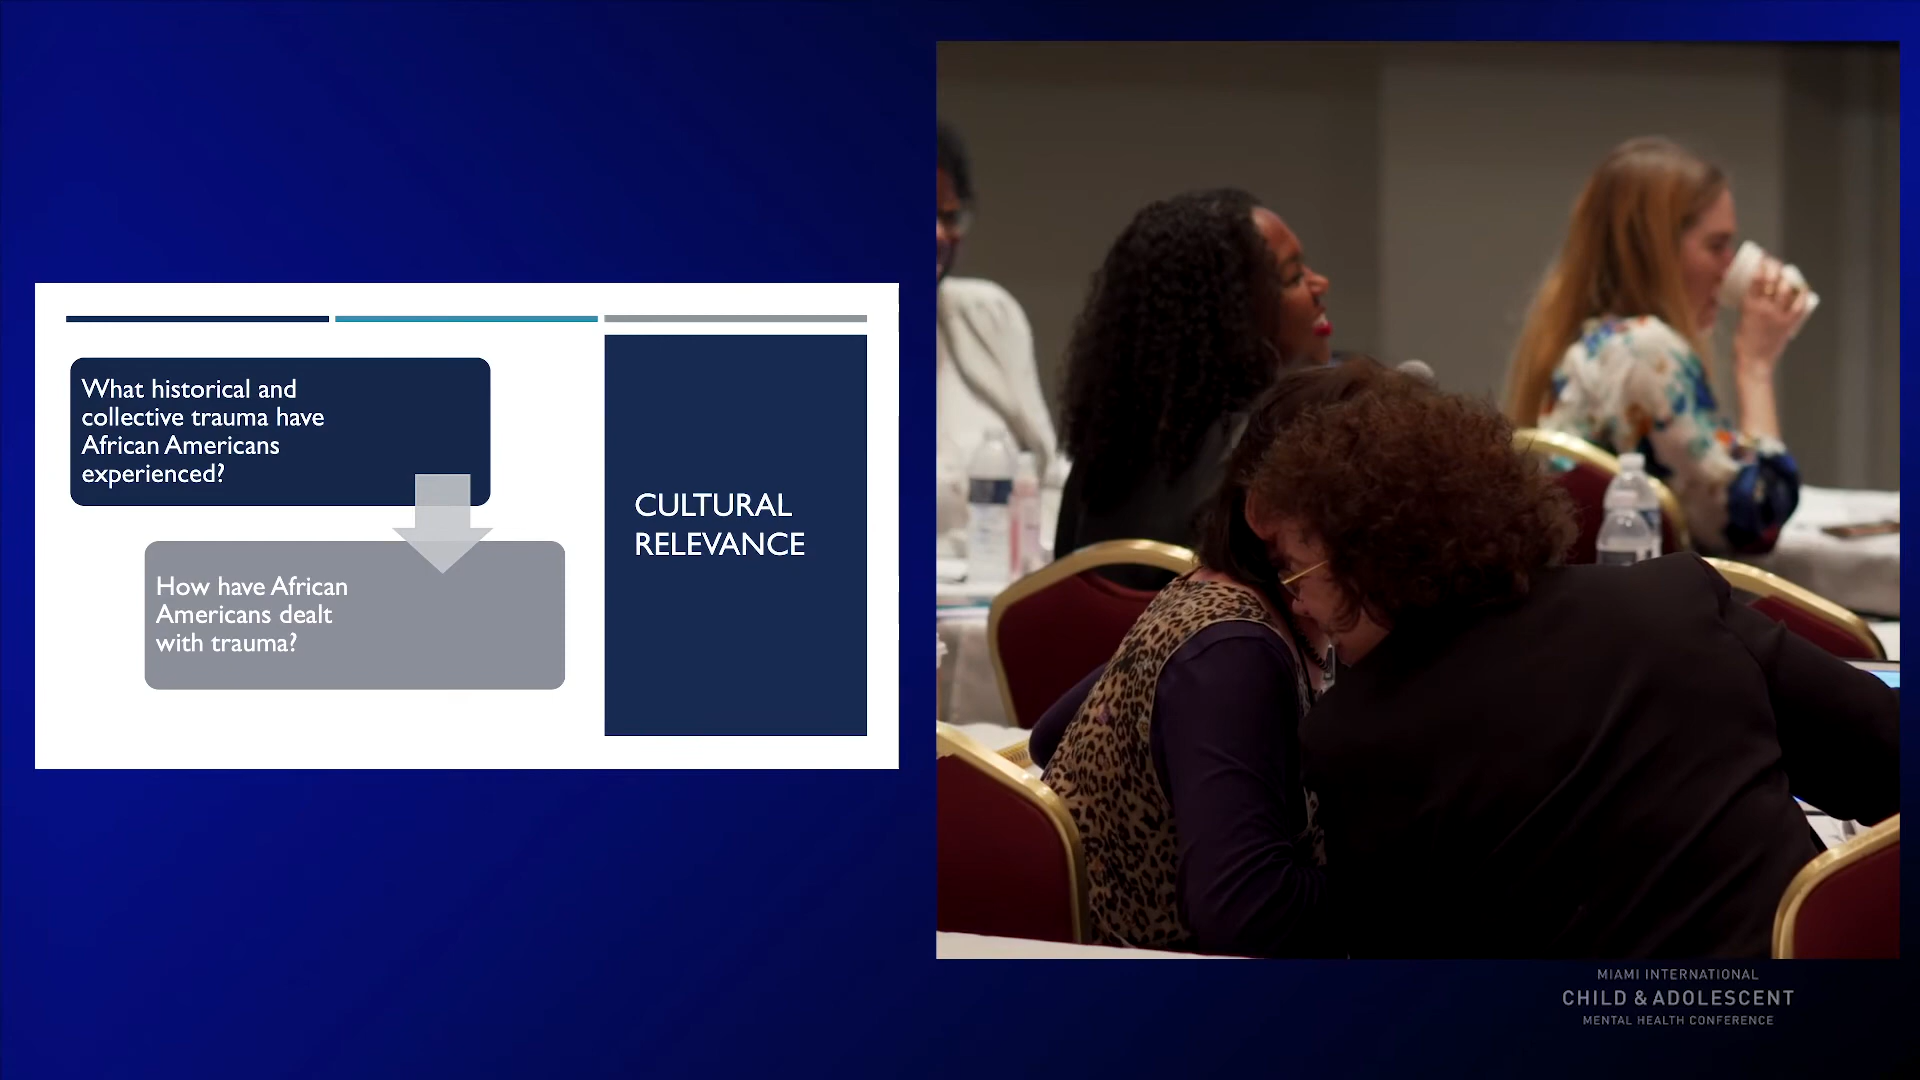 What historical and
collective trauma have
African Americans
experienced?
How have African
Americans dealt
with trauma?
CULTURAL
RELEVANCE
MIAMI INTERNATIONAL
CHILD & ADOLESCENT
MENTAL HEALTH CONFERENCE